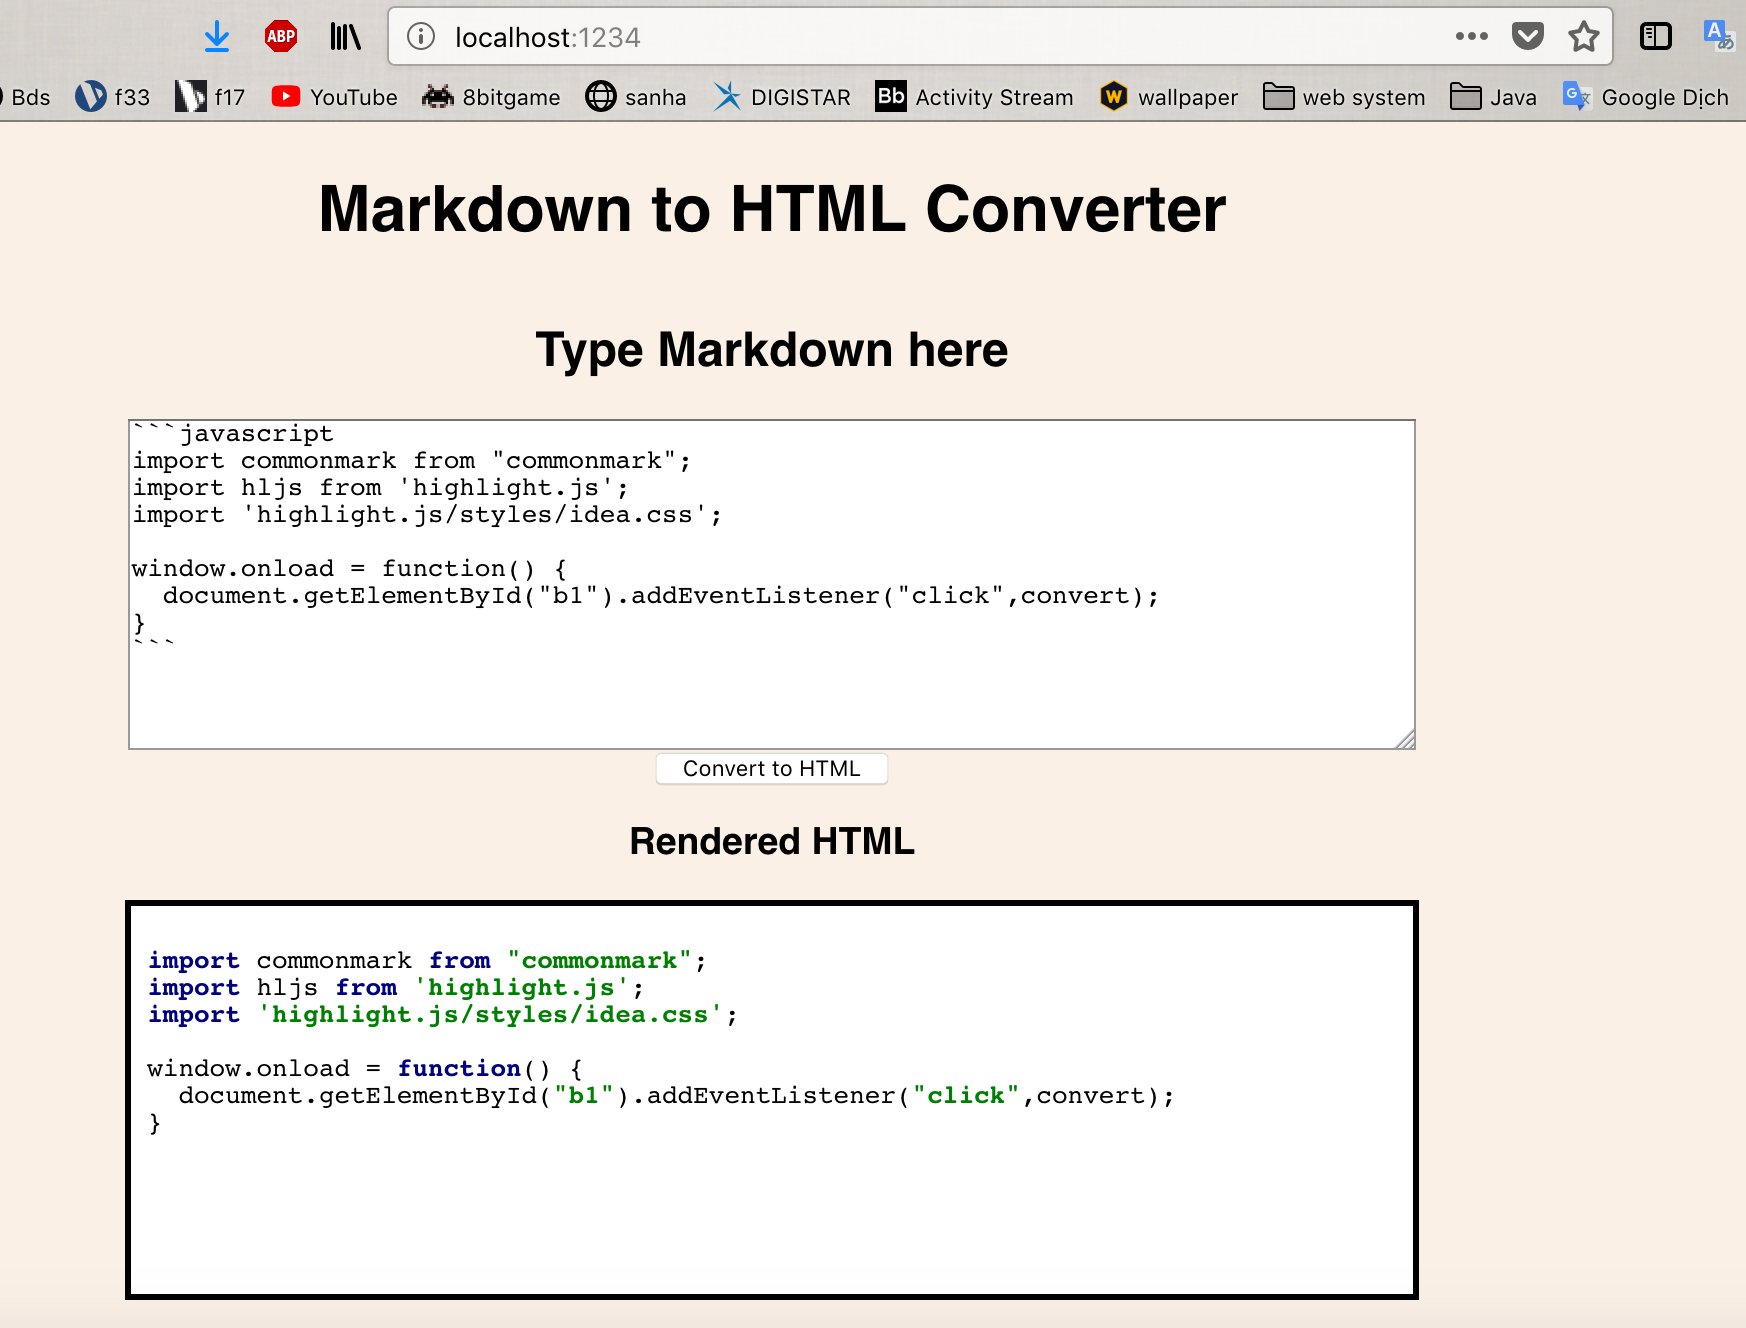 ABP
localhost:1234
A あ
Bds f33 f17 YouTube 8bitgame sanha DIGISTAR Bb Activity Stream W wallpaper web system Java G Google Dịch
Markdown to HTML Converter
Type Markdown here
```javascript
import commonmark from "commonmark";
import hljs from 'highlight.js';
import 'highlight.js/styles/idea.css';
window.onload = function() {
  document.getElementById("b1").addEventListener("click",convert);
}
```
Convert to HTML
Rendered HTML
import commonmark from "commonmark";
import hljs from 'highlight.js';
import 'highlight.js/styles/idea.css';
window.onload = function() {
  document.getElementById("b1").addEventListener("click",convert);
}